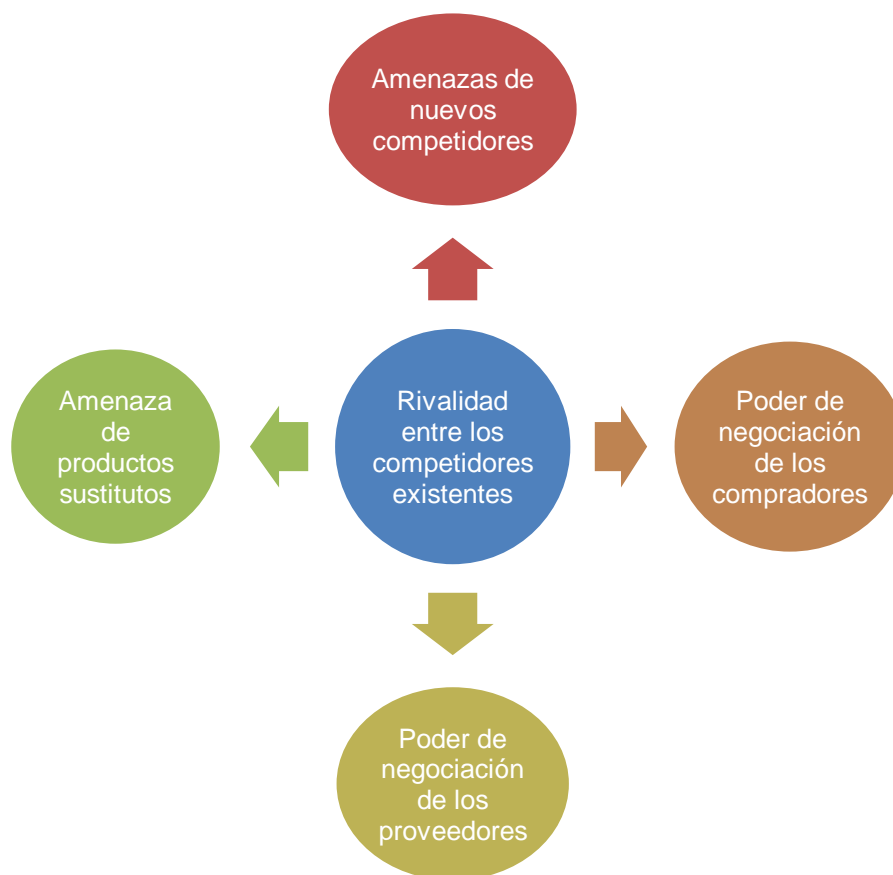 Amenazas de
nuevos
competidores
Amenaza
de
productos
sustitutos
Rivalidad
entre los
competidores
existentes
Poder de
negociación
de los
compradores
Poder de
negociación
de los
proveedores